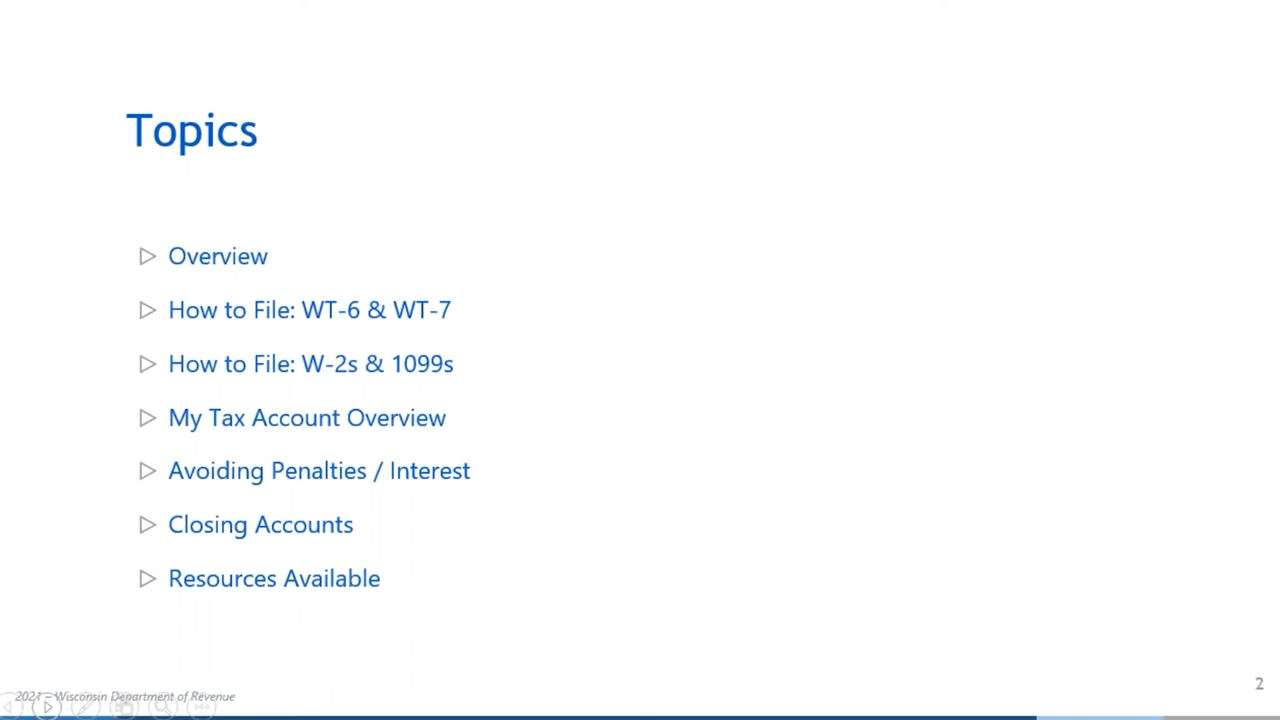 Topics
Overview
How to File: WT-6 & WT-7
How to File: W-2s & 1099s
My Tax Account Overview
Avoiding Penalties / Interest
Closing Accounts
Resources Available
2021 – Wisconsin Department of Revenue
2